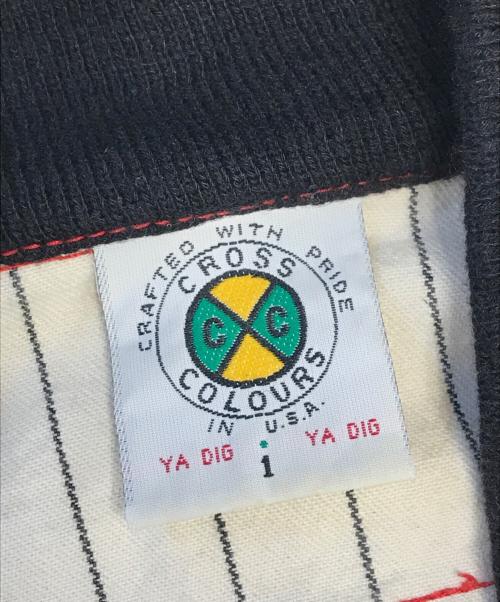 CRAFTED WITH PRIDE
CROSS
C C
COLOURS
IN U.S.A.
YA DIG YA DIG
1